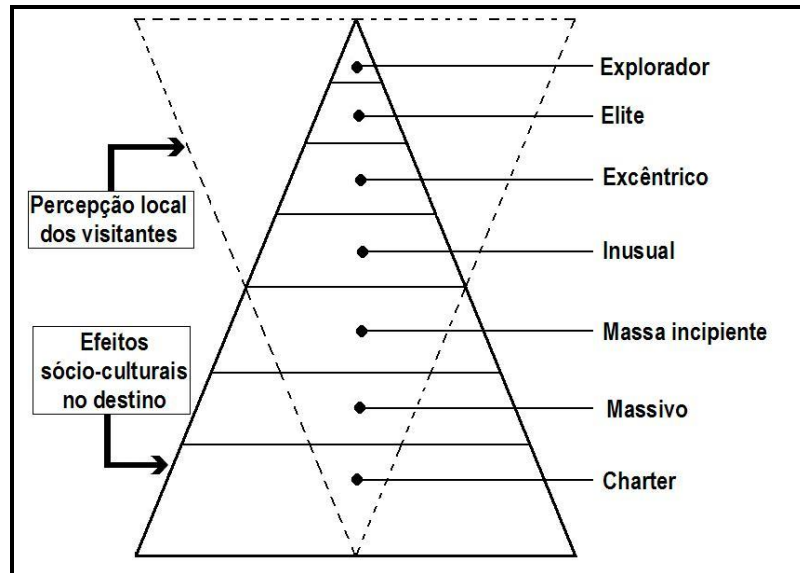 Explorador
Elite
Excêntrico
Percepção local
dos visitantes
Inusual
Massa incipiente
Efeitos
sócio-culturais
no destino
Massivo
Charter